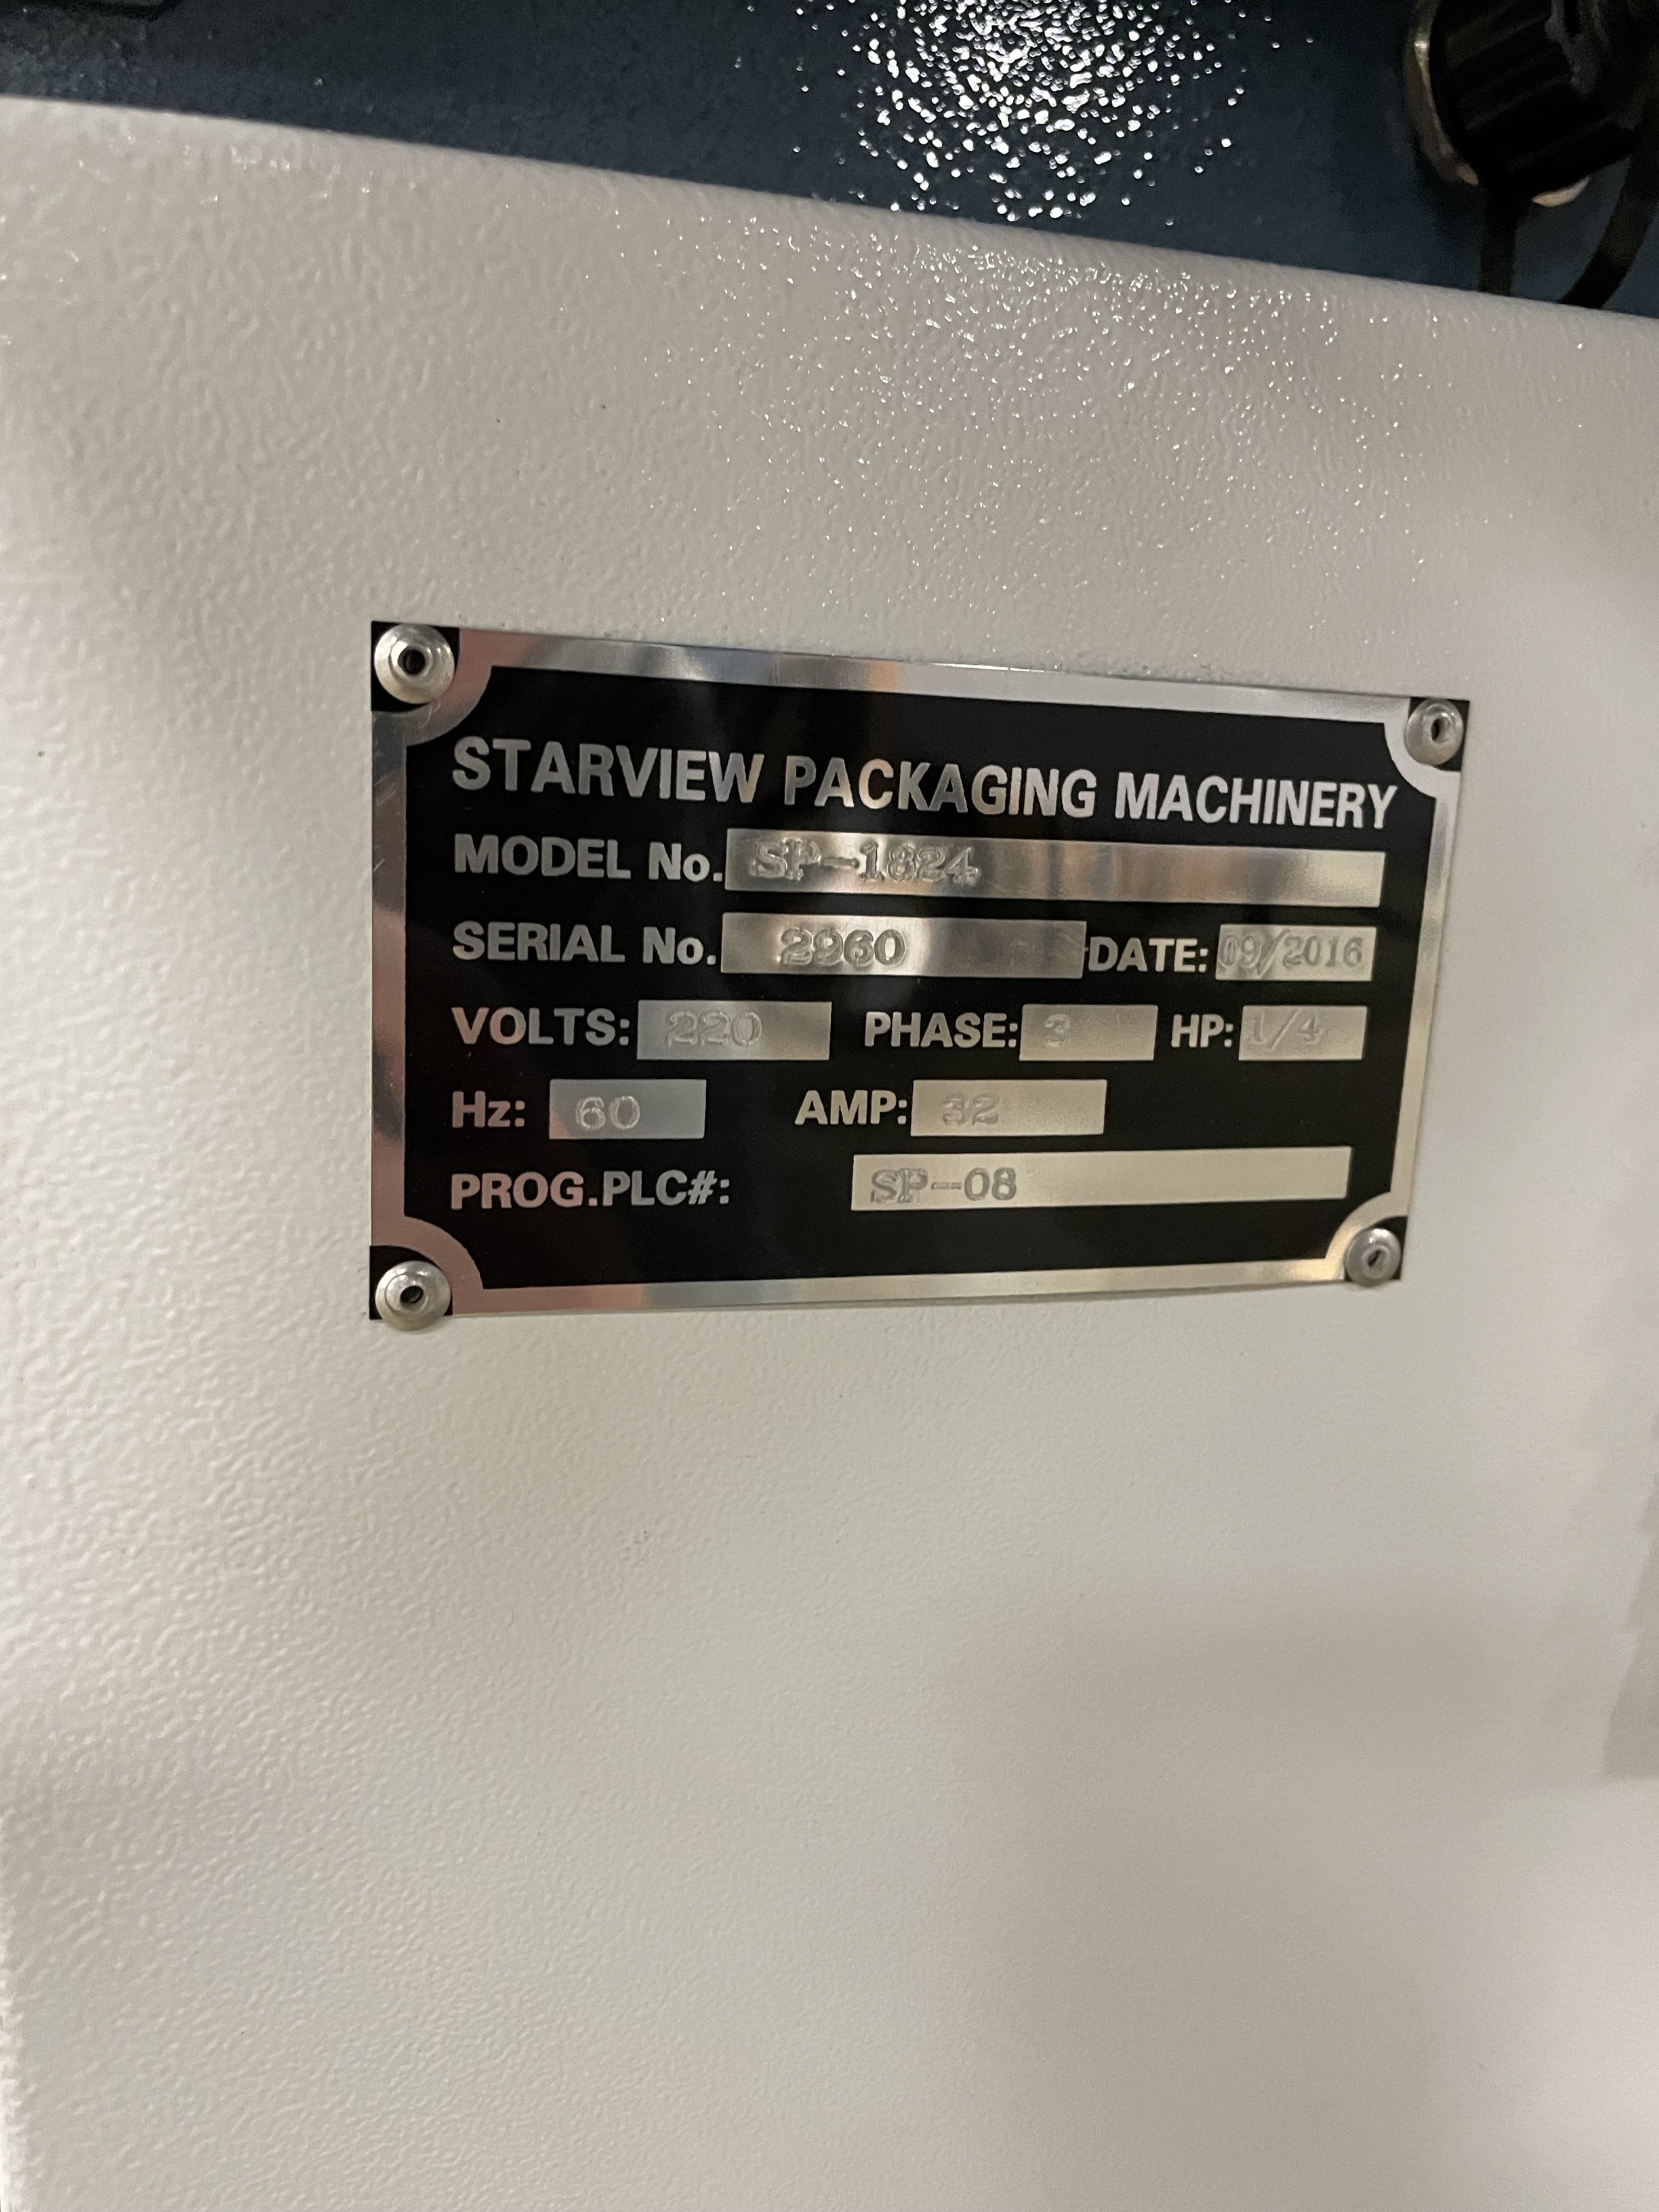 STARVIEW PACKAGING MACHINERY
MODEL No. SP-1824
SERIAL No. 2960 DATE: 09/2016
VOLTS: 220 PHASE: 3 HP: 1/4
Hz: 60 AMP: 32
PROG.PLC#: SP-08